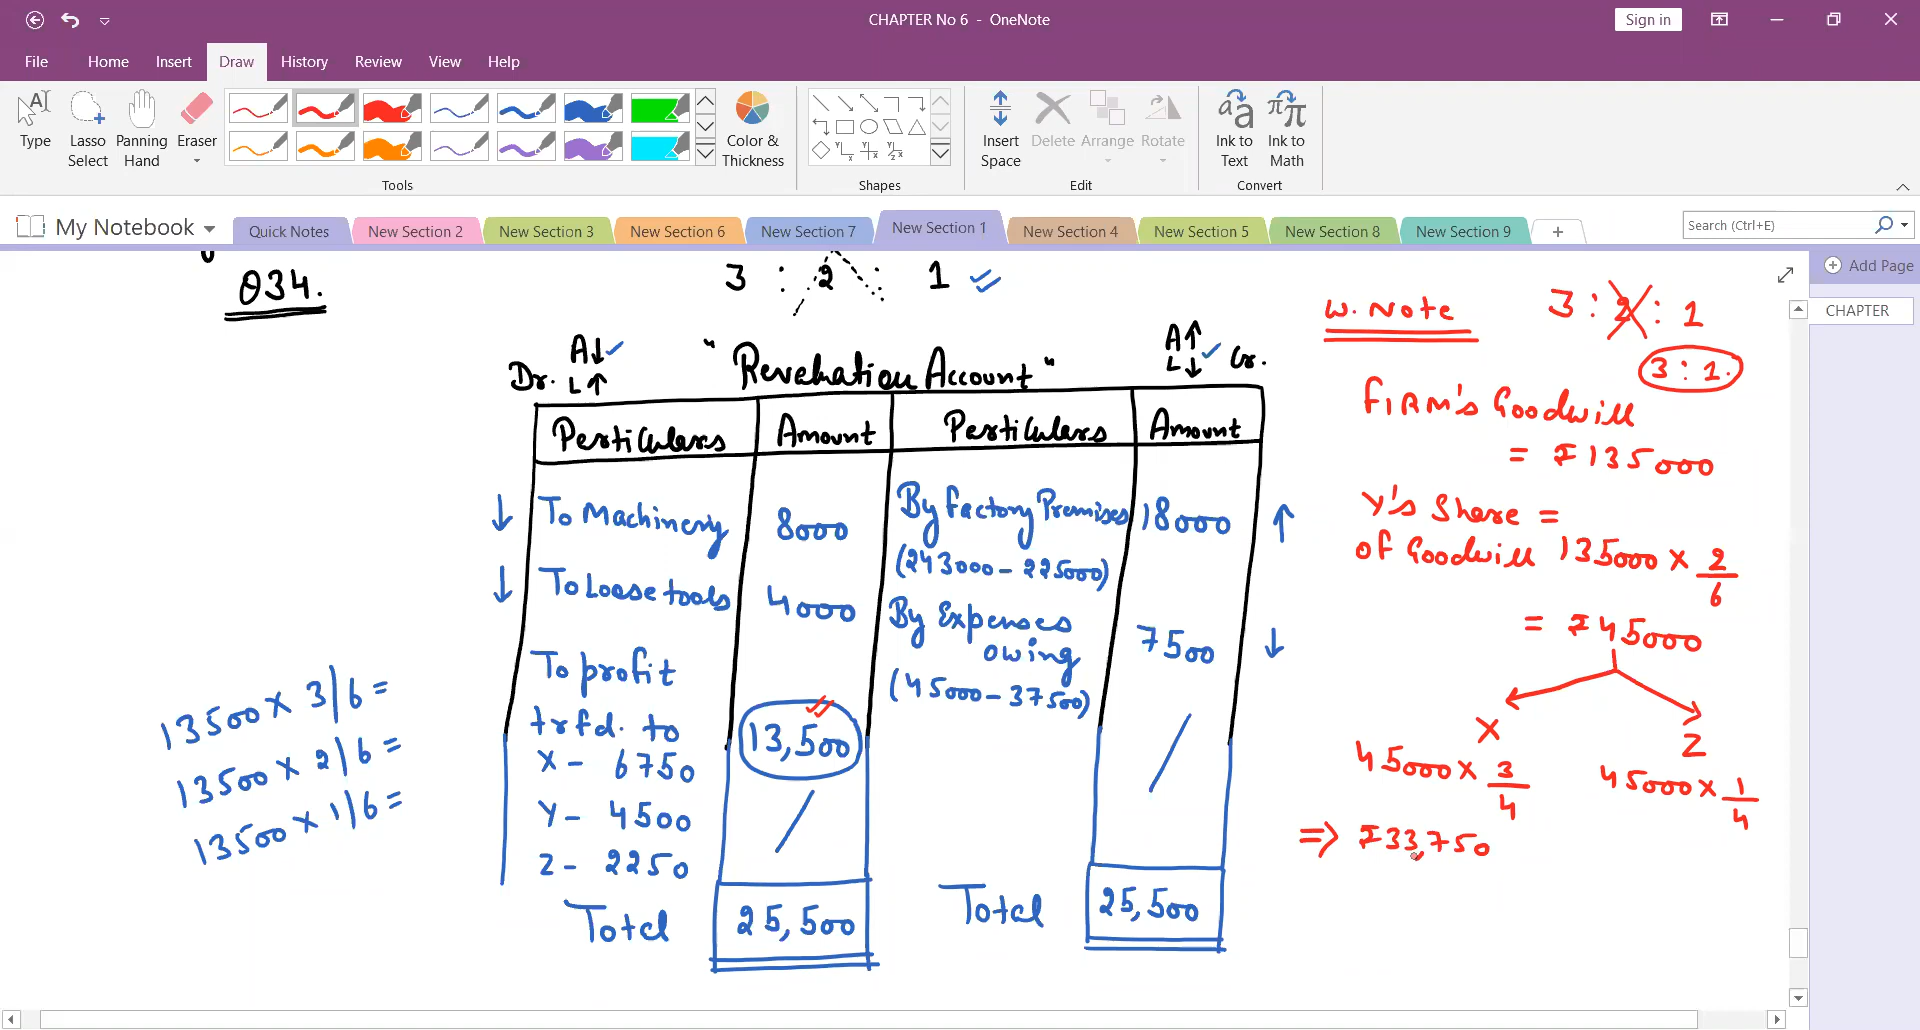 CHAPTER No 6 - OneNote
Sign in
File Home Insert Draw History Review View Help
Type
Lasso Select
Panning Hand
Eraser
Color & Thickness
Insert Space
Delete
Arrange
Rotate
Ink to Text
Ink to Math
Tools
Shapes
Edit
Convert
My Notebook
Quick Notes
New Section 2
New Section 3
New Section 6
New Section 7
New Section 1
New Section 4
New Section 5
New Section 8
New Section 9
Search (Ctrl+E)
Add Page
CHAPTER
Q34.
3 : 2 : 1
A↓
Dr. L↑
"Revaluation Account"
A↑
L↓ Cr.
Particulars Amount Particulars Amount
↓ To Machinery 8000 By Factory Premises 18000 ↑
(243000 - 225000)
↓ To Loose tools 4000 By Expenses owing 7500 ↓
(45000 - 37500)
To profit
trfd. to 13,500
X - 6750
Y - 4500
Z - 2250
Total 25,500 Total 25,500
13500 × 3/6 =
13500 × 2/6 =
13500 × 1/6 =
W. Note 3 : 2 : 1
3 : 1.
FIRM's Goodwill
= ₹135000
Y's Share =
of Goodwill 135000 × 2/6
= ₹45000
X Z
45000 × 3/4 45000 × 1/4
⇒ ₹33,750